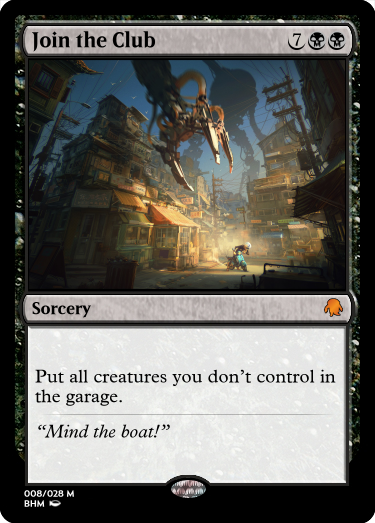 Join the Club 7
Sorcery
Put all creatures you don't control in
the garage.
"Mind the boat!"
008/028 M
BHM